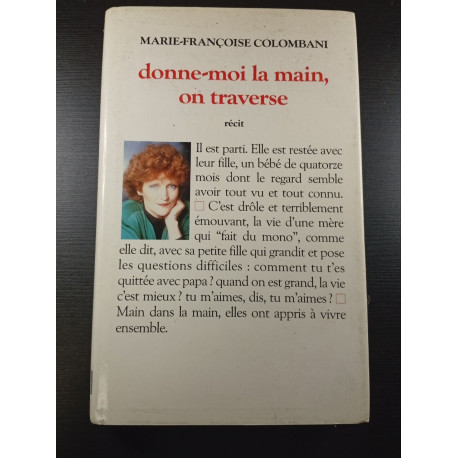 MARIE-FRANÇOISE COLOMBANI
donne-moi la main,
on traverse
récit
Il est parti. Elle est restée avec
leur fille, un bébé de quatorze
mois dont le regard semble
avoir tout vu et tout connu.
□ C'est drôle et terriblement
émouvant, la vie d'une mère
qui "fait du mono", comme
elle dit, avec sa petite fille qui grandit et pose
les questions difficiles : comment tu t'es
quittée avec papa ? quand on est grand, la vie
c'est mieux ? tu m'aimes, dis, tu m'aimes ? □
Main dans la main, elles ont appris à vivre
ensemble.